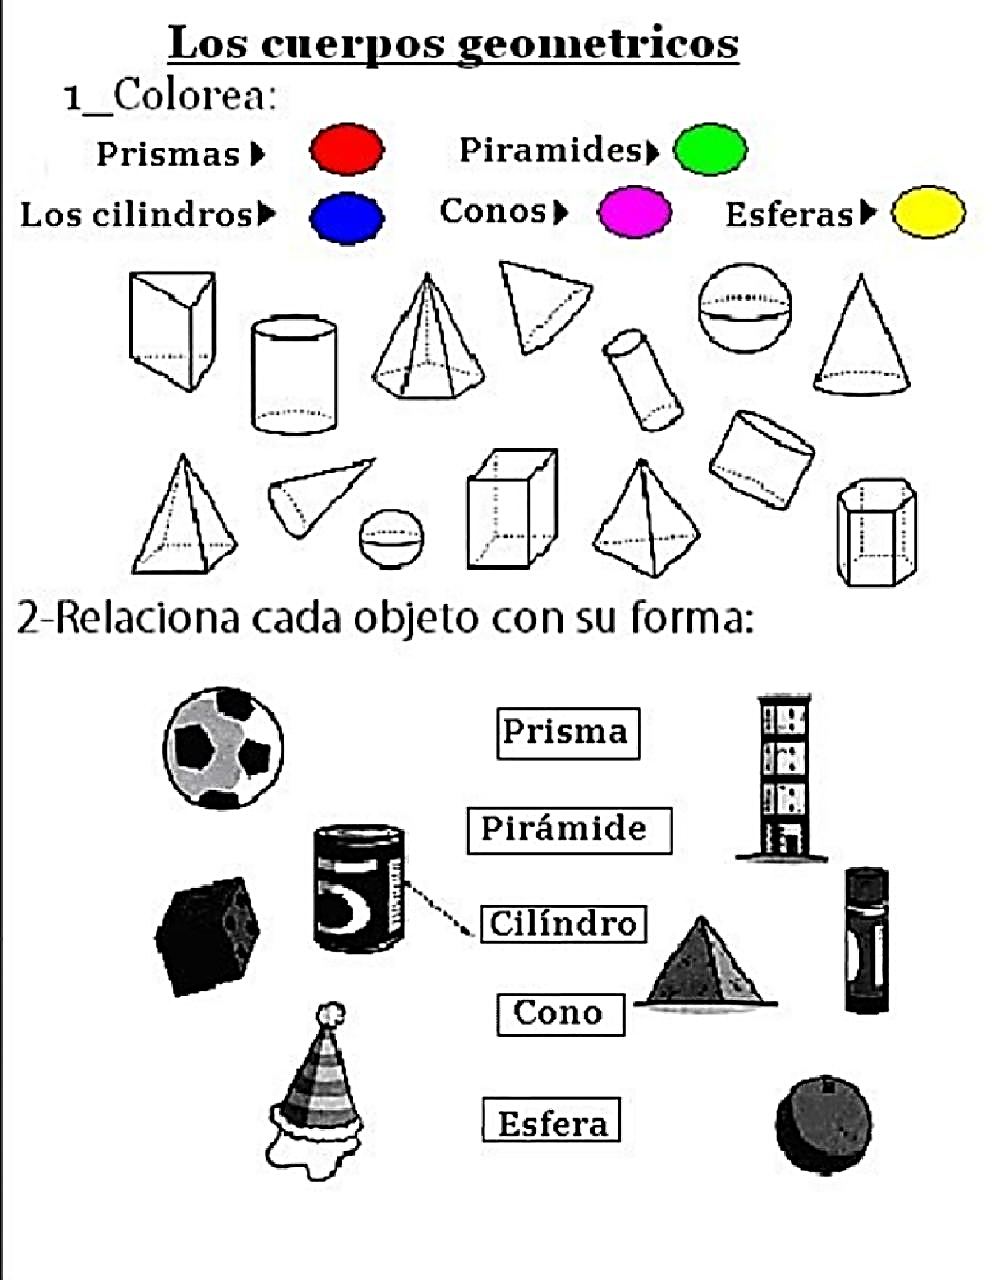 Los cuerpos geometricos
1_Colorea:
Prismas
Piramides
Los cilindros
Conos
Esferas
2-Relaciona cada objeto con su forma:
Prisma
Pirámide
Cilíndro
Cono
Esfera